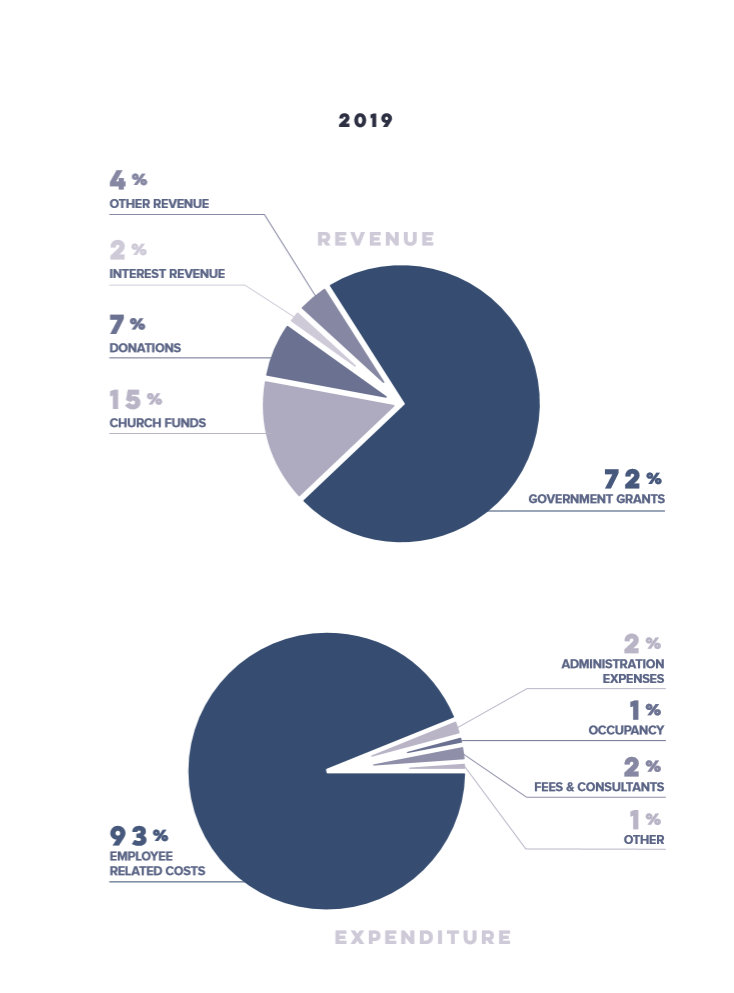 2019
4%
OTHER REVENUE
REVENUE
2%
INTEREST REVENUE
7%
DONATIONS
15%
CHURCH FUNDS
72%
GOVERNMENT GRANTS
2%
ADMINISTRATION
EXPENSES
1%
OCCUPANCY
2%
FEES & CONSULTANTS
1%
OTHER
93%
EMPLOYEE
RELATED COSTS
EXPENDITURE